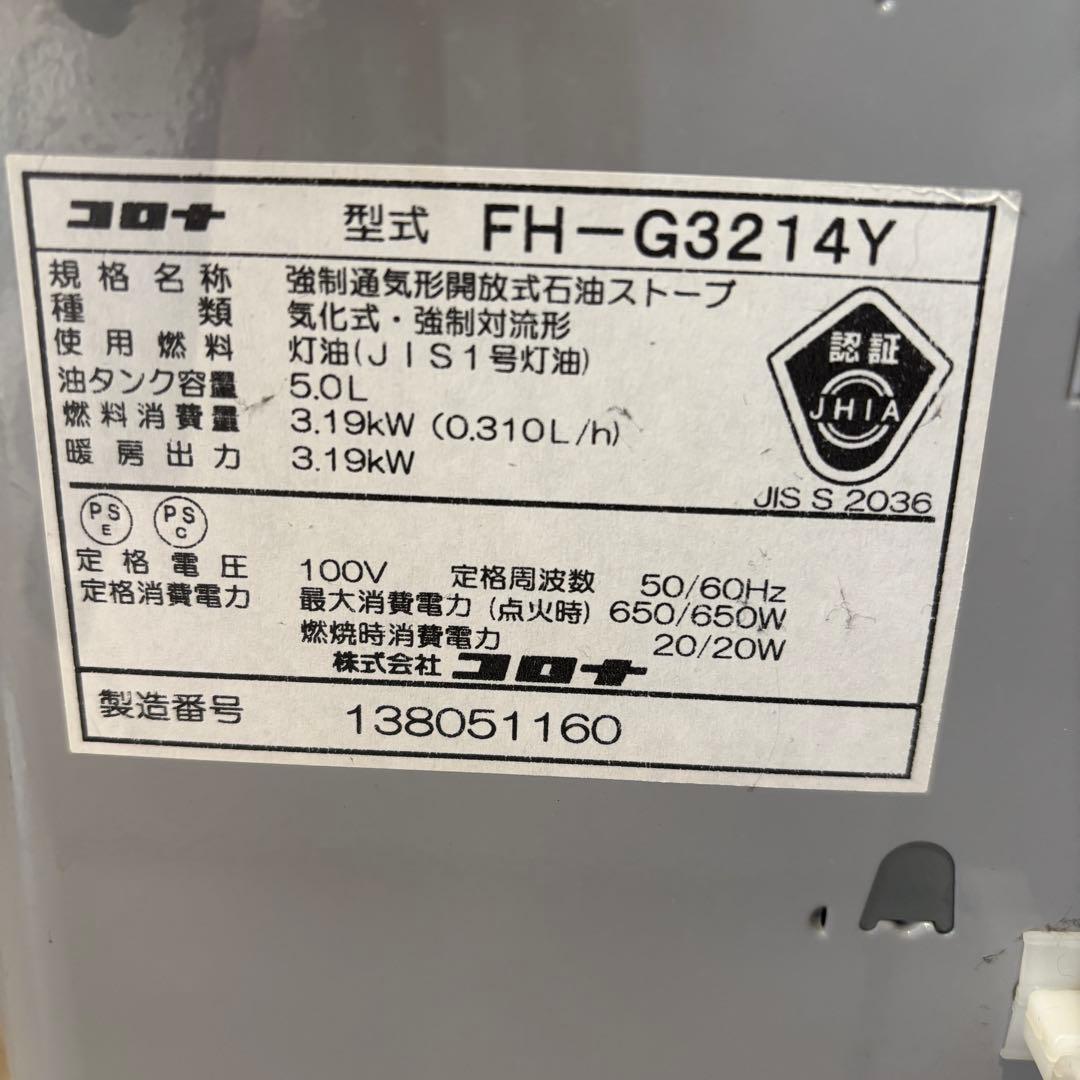 コロナ 型式 FH-G3214Y
規格名称 強制通気形開放式石油ストーブ
種類 気化式・強制対流形
使用燃料 灯油(JIS1号灯油)
油タンク容量 5.0L
燃料消費量 3.19kW (0.310L/h)
暖房出力 3.19kW
認証
JHIA
JIS S 2036
PS E PS C
定格電圧 100V 定格周波数 50/60Hz
定格消費電力 最大消費電力(点火時) 650/650W
燃焼時消費電力 20/20W
株式会社 コロナ
製造番号 138051160